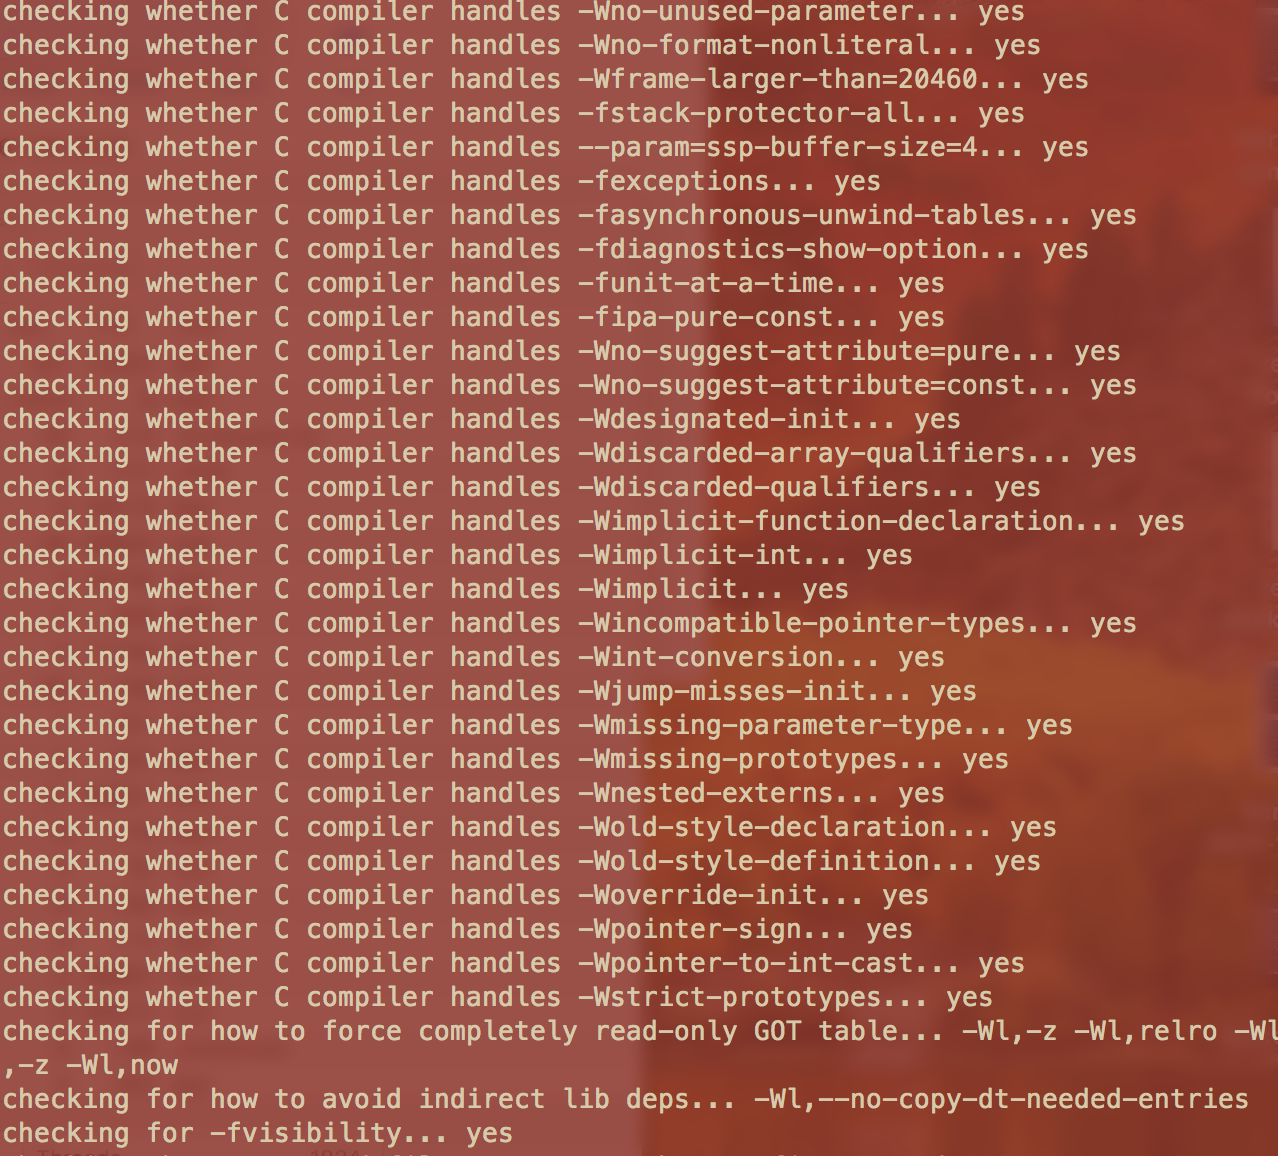 checking whether C compiler handles -Wno-unused-parameter... yes
checking whether C compiler handles -Wno-format-nonliteral... yes
checking whether C compiler handles -Wframe-larger-than=20460... yes
checking whether C compiler handles -fstack-protector-all... yes
checking whether C compiler handles --param=ssp-buffer-size=4... yes
checking whether C compiler handles -fexceptions... yes
checking whether C compiler handles -fasynchronous-unwind-tables... yes
checking whether C compiler handles -fdiagnostics-show-option... yes
checking whether C compiler handles -funit-at-a-time... yes
checking whether C compiler handles -fipa-pure-const... yes
checking whether C compiler handles -Wno-suggest-attribute=pure... yes
checking whether C compiler handles -Wno-suggest-attribute=const... yes
checking whether C compiler handles -Wdesignated-init... yes
checking whether C compiler handles -Wdiscarded-array-qualifiers... yes
checking whether C compiler handles -Wdiscarded-qualifiers... yes
checking whether C compiler handles -Wimplicit-function-declaration... yes
checking whether C compiler handles -Wimplicit-int... yes
checking whether C compiler handles -Wimplicit... yes
checking whether C compiler handles -Wincompatible-pointer-types... yes
checking whether C compiler handles -Wint-conversion... yes
checking whether C compiler handles -Wjump-misses-init... yes
checking whether C compiler handles -Wmissing-parameter-type... yes
checking whether C compiler handles -Wmissing-prototypes... yes
checking whether C compiler handles -Wnested-externs... yes
checking whether C compiler handles -Wold-style-declaration... yes
checking whether C compiler handles -Wold-style-definition... yes
checking whether C compiler handles -Woverride-init... yes
checking whether C compiler handles -Wpointer-sign... yes
checking whether C compiler handles -Wpointer-to-int-cast... yes
checking whether C compiler handles -Wstrict-prototypes... yes
checking for how to force completely read-only GOT table... -Wl,-z -Wl,relro -Wl
,-z -Wl,now
checking for how to avoid indirect lib deps... -Wl,--no-copy-dt-needed-entries
checking for -fvisibility... yes